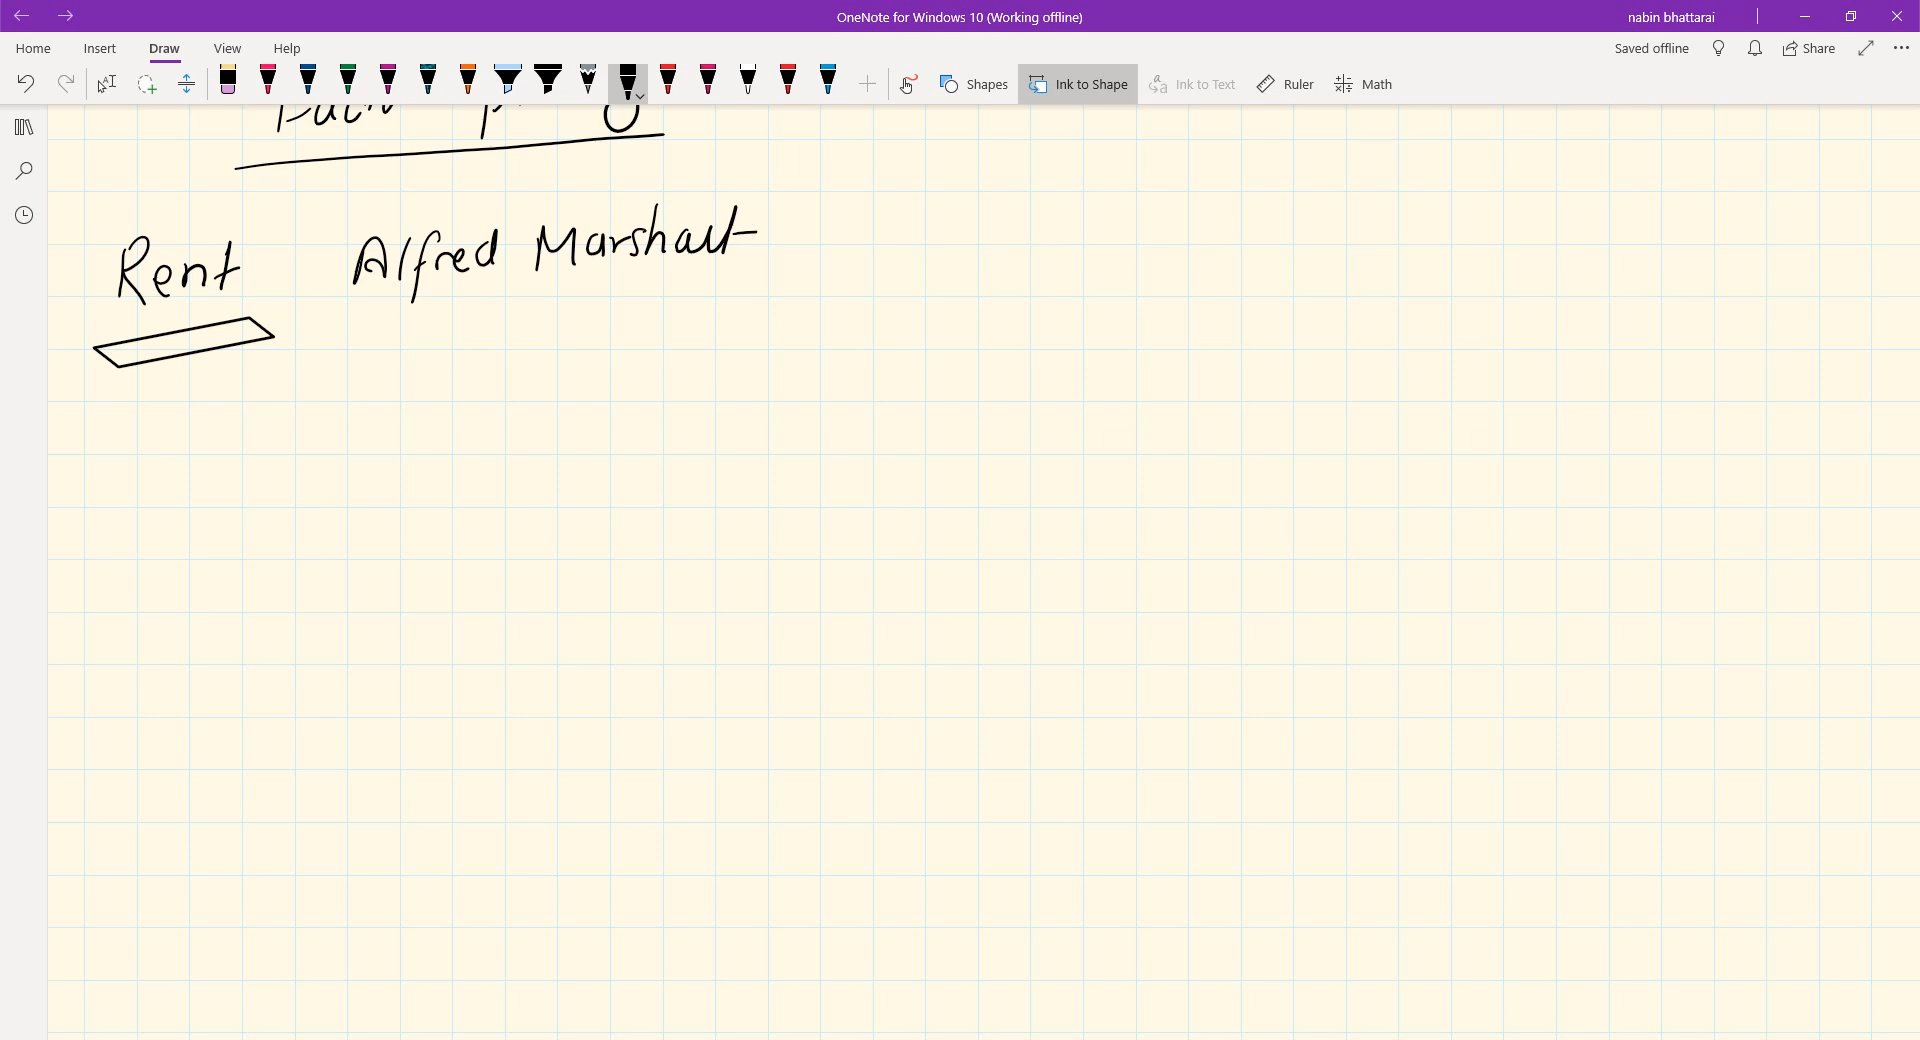 OneNote for Windows 10 (Working offline)
nabin bhattarai
Home Insert Draw View Help
Saved offline
Share
Shapes
Ink to Shape
Ink to Text
Ruler
Math
Rent Alfred Marshall